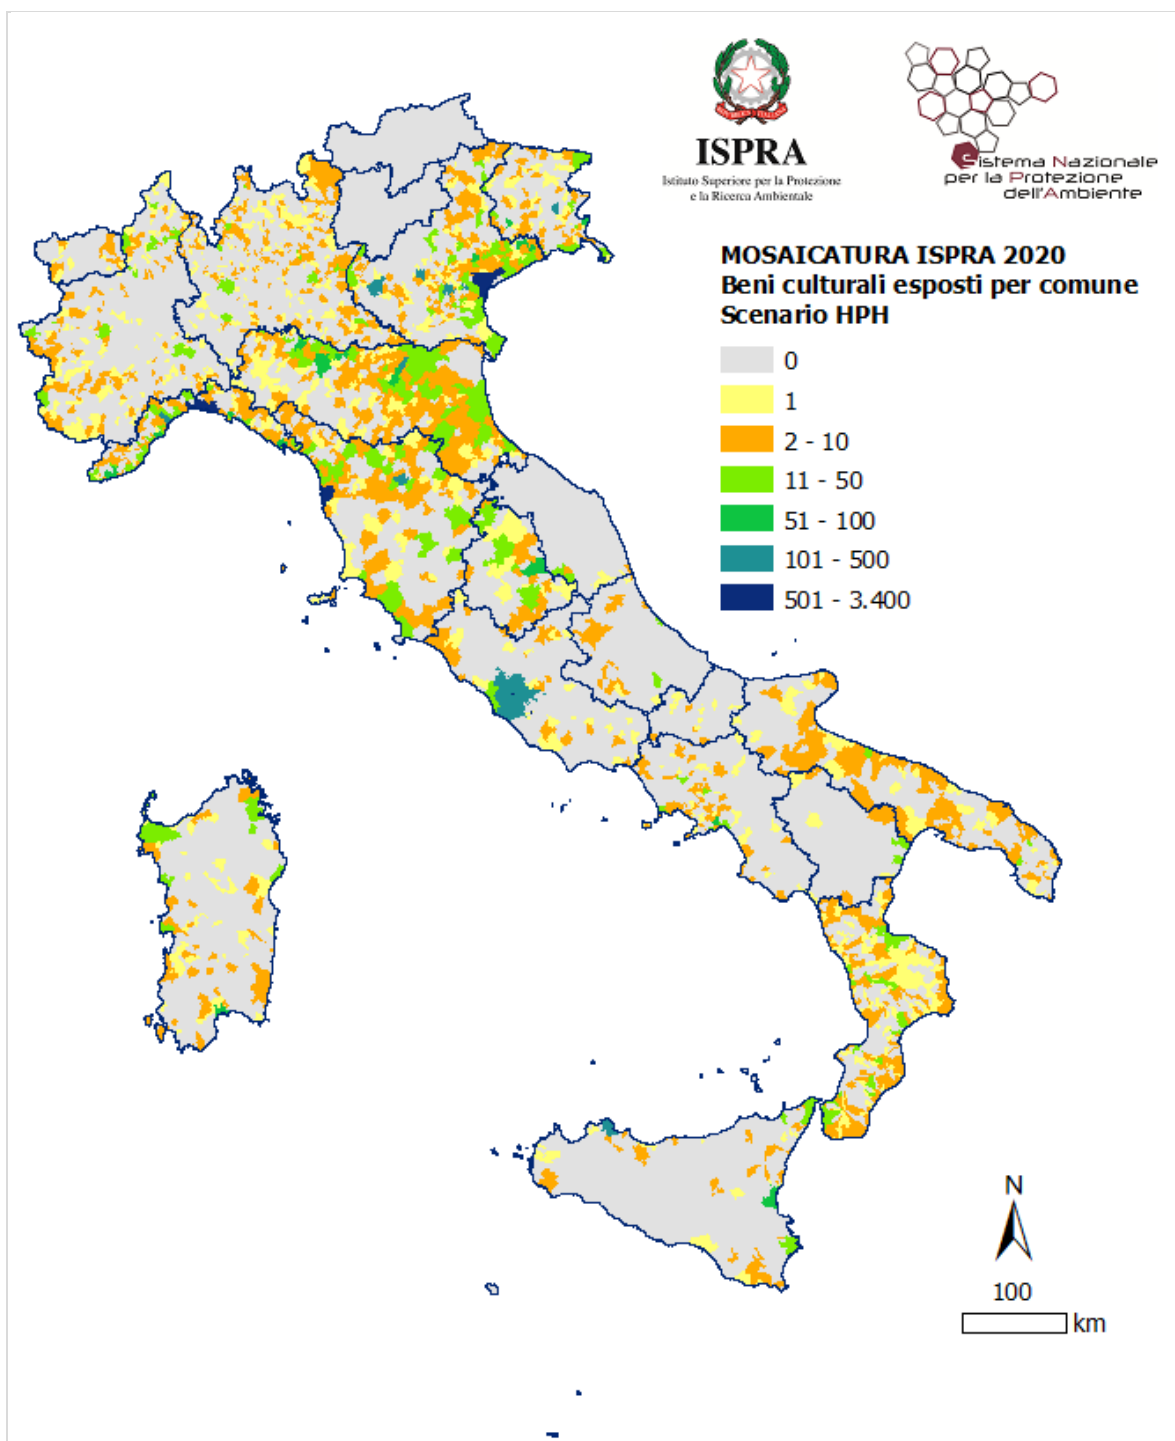 ISPRA
Istituto Superiore per la Protezione
e la Ricerca Ambientale
Sistema Nazionale
per la Protezione
dell'Ambiente
MOSAICATURA ISPRA 2020
Beni culturali esposti per comune
Scenario HPH
0
1
2 - 10
11 - 50
51 - 100
101 - 500
501 - 3.400
N
100
km